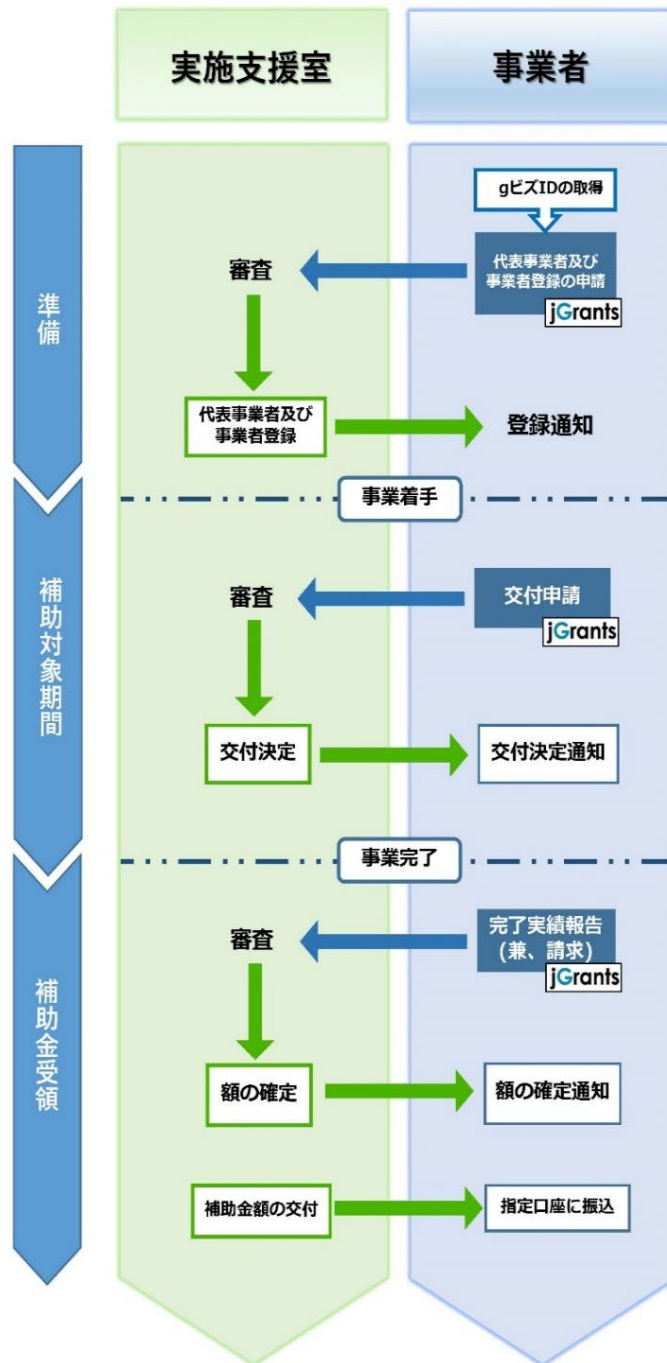 実施支援室
事業者
準備
gビズIDの取得
代表事業者及び
事業者登録の申請
jGrants
審査
代表事業者及び
事業者登録
登録通知
事業着手
補助対象期間
交付申請
jGrants
審査
交付決定
交付決定通知
事業完了
補助金受領
完了実績報告
(兼、請求)
jGrants
審査
額の確定
額の確定通知
補助金額の交付
指定口座に振込